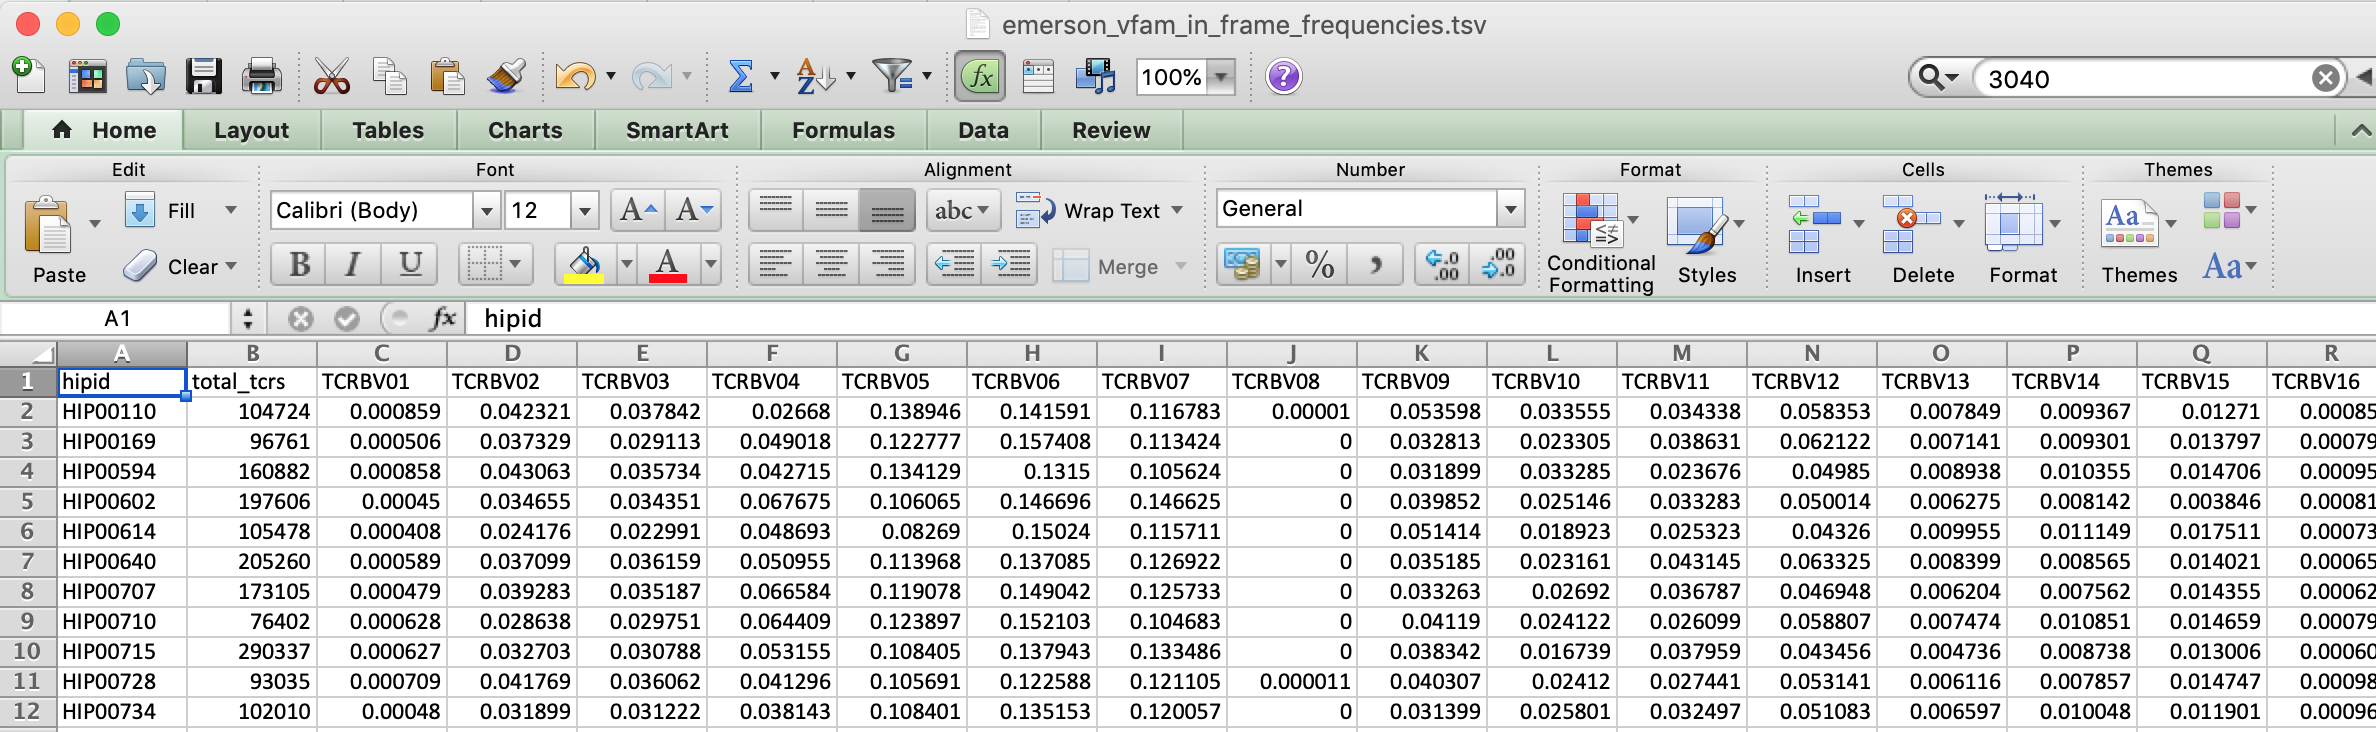 emerson_vfam_in_frame_frequencies.tsv
100% 3040
Home Layout Tables Charts SmartArt Formulas Data Review
Edit Font Alignment Number Format Cells Themes
Fill Calibri (Body) 12 A A abc Wrap Text General
Paste Clear B I U A Merge % Conditional Formatting Styles Insert Delete Format Themes Aa
A1 fx hipid
A B C D E F G H I J K L M N O P Q R
1 hipid total_tcrs TCRBV01 TCRBV02 TCRBV03 TCRBV04 TCRBV05 TCRBV06 TCRBV07 TCRBV08 TCRBV09 TCRBV10 TCRBV11 TCRBV12 TCRBV13 TCRBV14 TCRBV15 TCRBV16
2 HIP00110 104724 0.000859 0.042321 0.037842 0.02668 0.138946 0.141591 0.116783 0.00001 0.053598 0.033555 0.034338 0.058353 0.007849 0.009367 0.01271 0.00085
3 HIP00169 96761 0.000506 0.037329 0.029113 0.049018 0.122777 0.157408 0.113424 0 0.032813 0.023305 0.038631 0.062122 0.007141 0.009301 0.013797 0.00079
4 HIP00594 160882 0.000858 0.043063 0.035734 0.042715 0.134129 0.1315 0.105624 0 0.031899 0.033285 0.023676 0.04985 0.008938 0.010355 0.014706 0.00095
5 HIP00602 197606 0.00045 0.034655 0.034351 0.067675 0.106065 0.146696 0.146625 0 0.039852 0.025146 0.033283 0.050014 0.006275 0.008142 0.003846 0.00081
6 HIP00614 105478 0.000408 0.024176 0.022991 0.048693 0.08269 0.15024 0.115711 0 0.051414 0.018923 0.025323 0.04326 0.009955 0.011149 0.017511 0.00073
7 HIP00640 205260 0.000589 0.037099 0.036159 0.050955 0.113968 0.137085 0.126922 0 0.035185 0.023161 0.043145 0.063325 0.008399 0.008565 0.014021 0.00065
8 HIP00707 173105 0.000479 0.039283 0.035187 0.066584 0.119078 0.149042 0.125733 0 0.033263 0.02692 0.036787 0.046948 0.006204 0.007562 0.014355 0.00062
9 HIP00710 76402 0.000628 0.028638 0.029751 0.064409 0.123897 0.152103 0.104683 0 0.04119 0.024122 0.026099 0.058807 0.007474 0.010851 0.014659 0.00079
10 HIP00715 290337 0.000627 0.032703 0.030788 0.053155 0.108405 0.137943 0.133486 0 0.038342 0.016739 0.037959 0.043456 0.004736 0.008738 0.013006 0.00060
11 HIP00728 93035 0.000709 0.041769 0.036062 0.041296 0.105691 0.122588 0.121105 0.000011 0.040307 0.02412 0.027441 0.053141 0.006116 0.007857 0.014747 0.00098
12 HIP00734 102010 0.00048 0.031899 0.031222 0.038143 0.108401 0.135153 0.120057 0 0.031399 0.025801 0.032497 0.051083 0.006597 0.010048 0.011901 0.00096